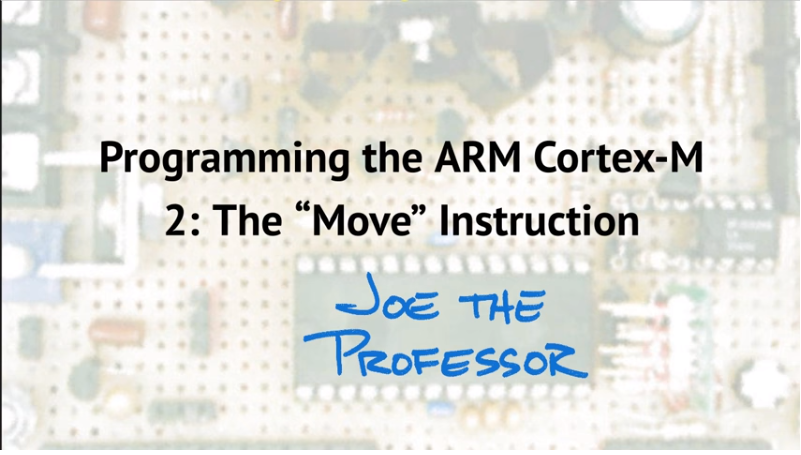 Programming the ARM Cortex-M
2: The “Move” Instruction
JOE THE
PROFESSOR